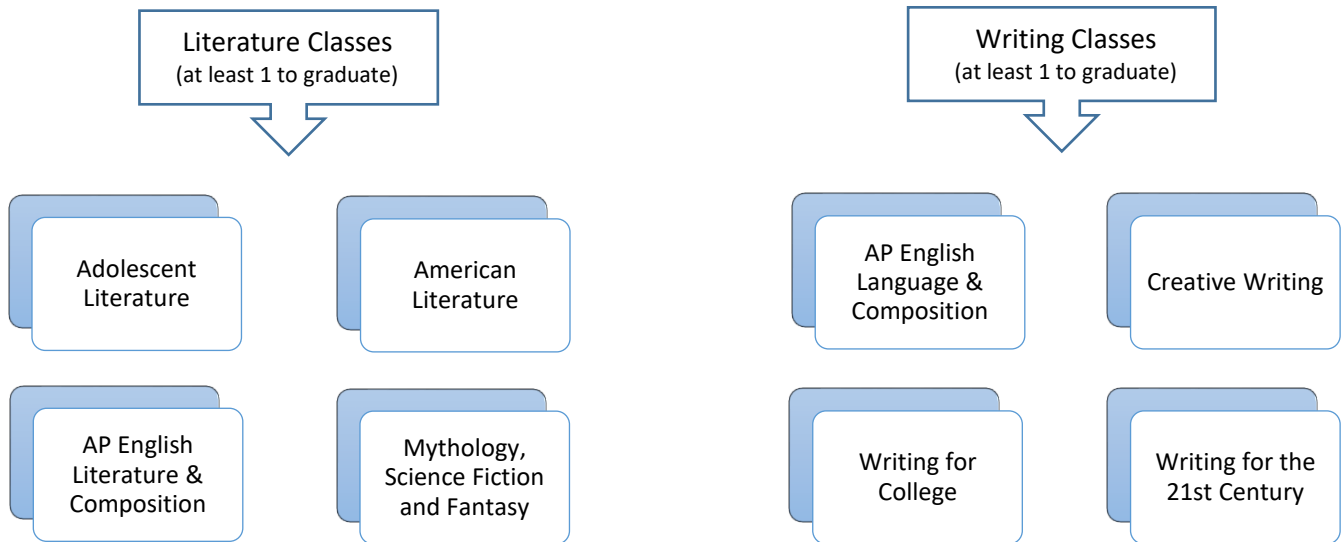 Literature Classes
(at least 1 to graduate)
Writing Classes
(at least 1 to graduate)
Adolescent
Literature
American
Literature
AP English
Language &
Composition
Creative Writing
AP English
Literature &
Composition
Mythology,
Science Fiction
and Fantasy
Writing for
College
Writing for the
21st Century